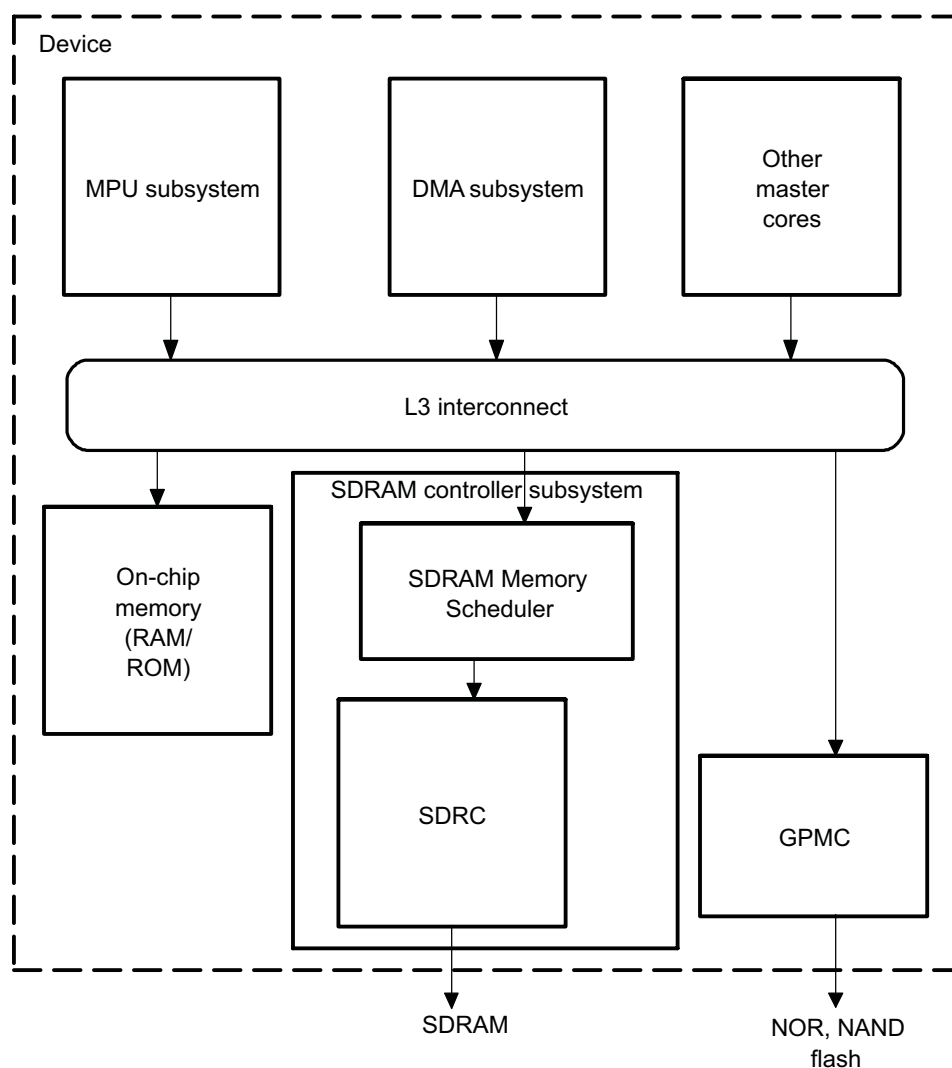 Device
MPU subsystem
DMA subsystem
Other
master
cores
L3 interconnect
On-chip
memory
(RAM/
ROM)
SDRAM controller subsystem
SDRAM Memory
Scheduler
SDRC
GPMC
SDRAM
NOR, NAND
flash